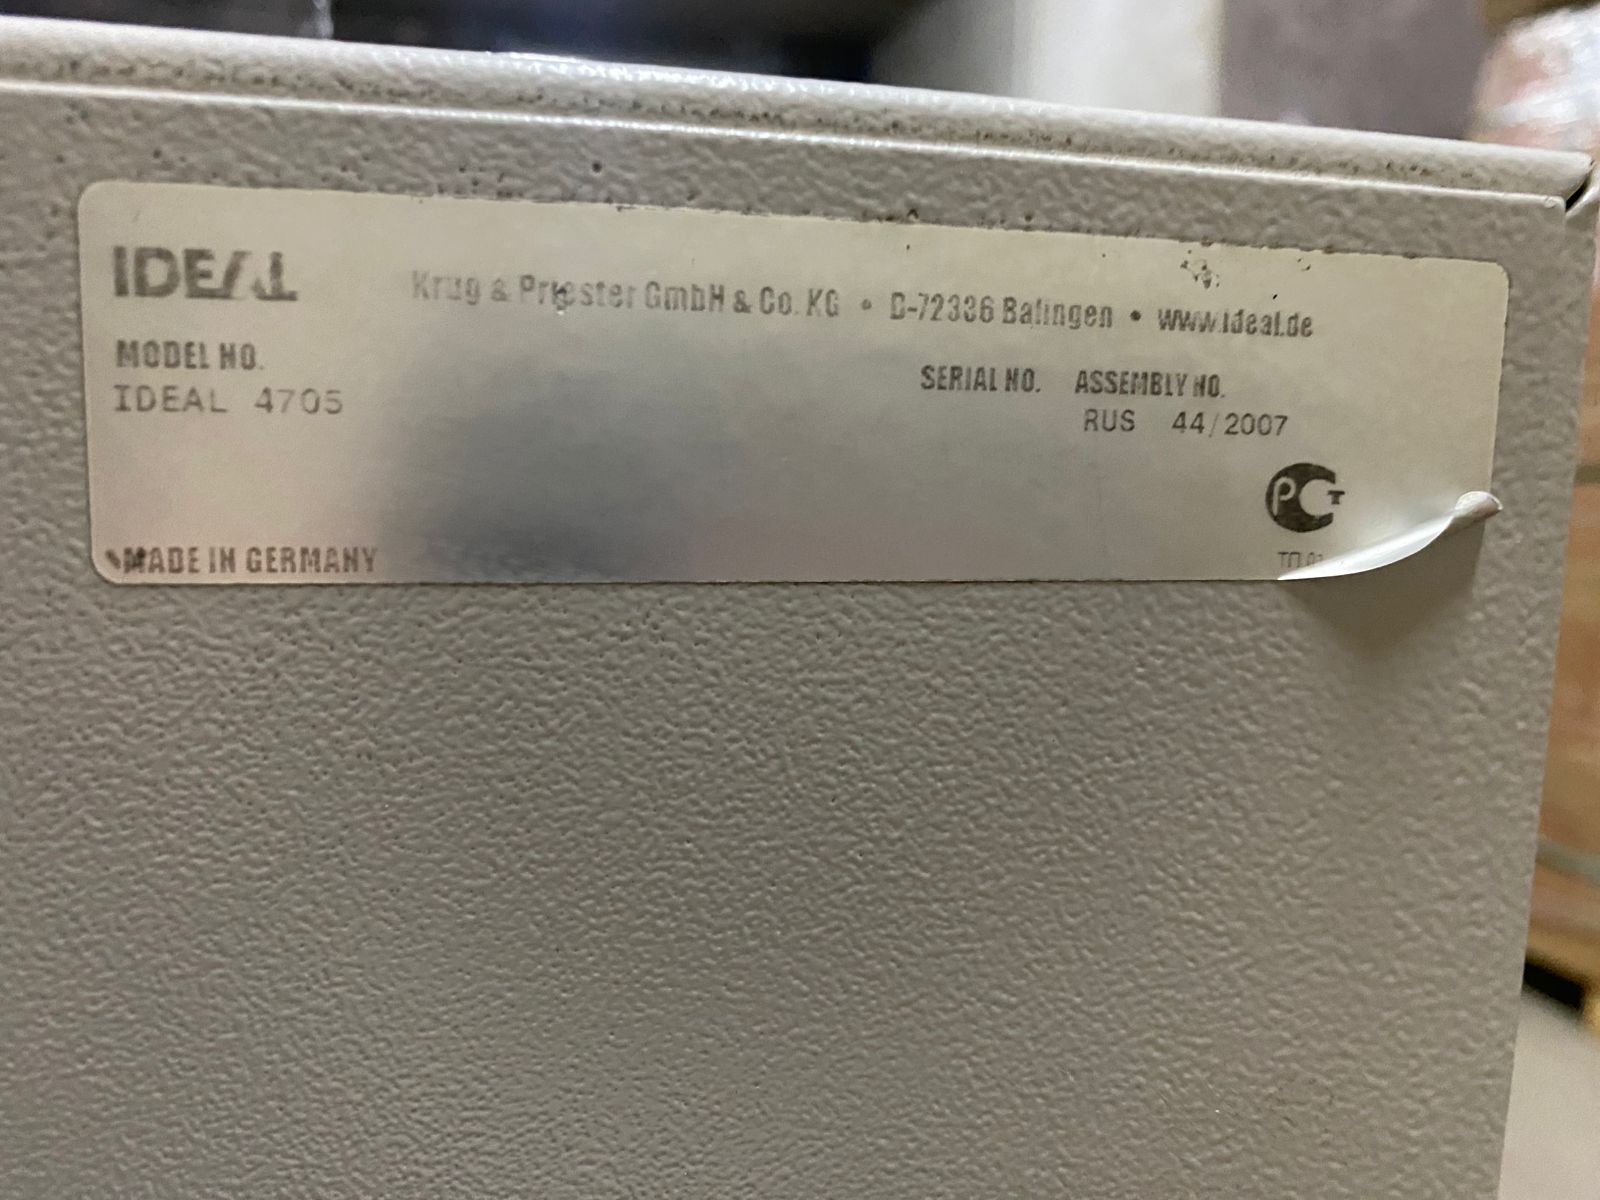 IDEAL
Krug & Priester GmbH & Co. KG • D-72336 Balingen • www.ideal.de
MODEL NO.
SERIAL NO. ASSEMBLY NO.
IDEAL 4705
RUS 44/2007
РСТ
MADE IN GERMANY